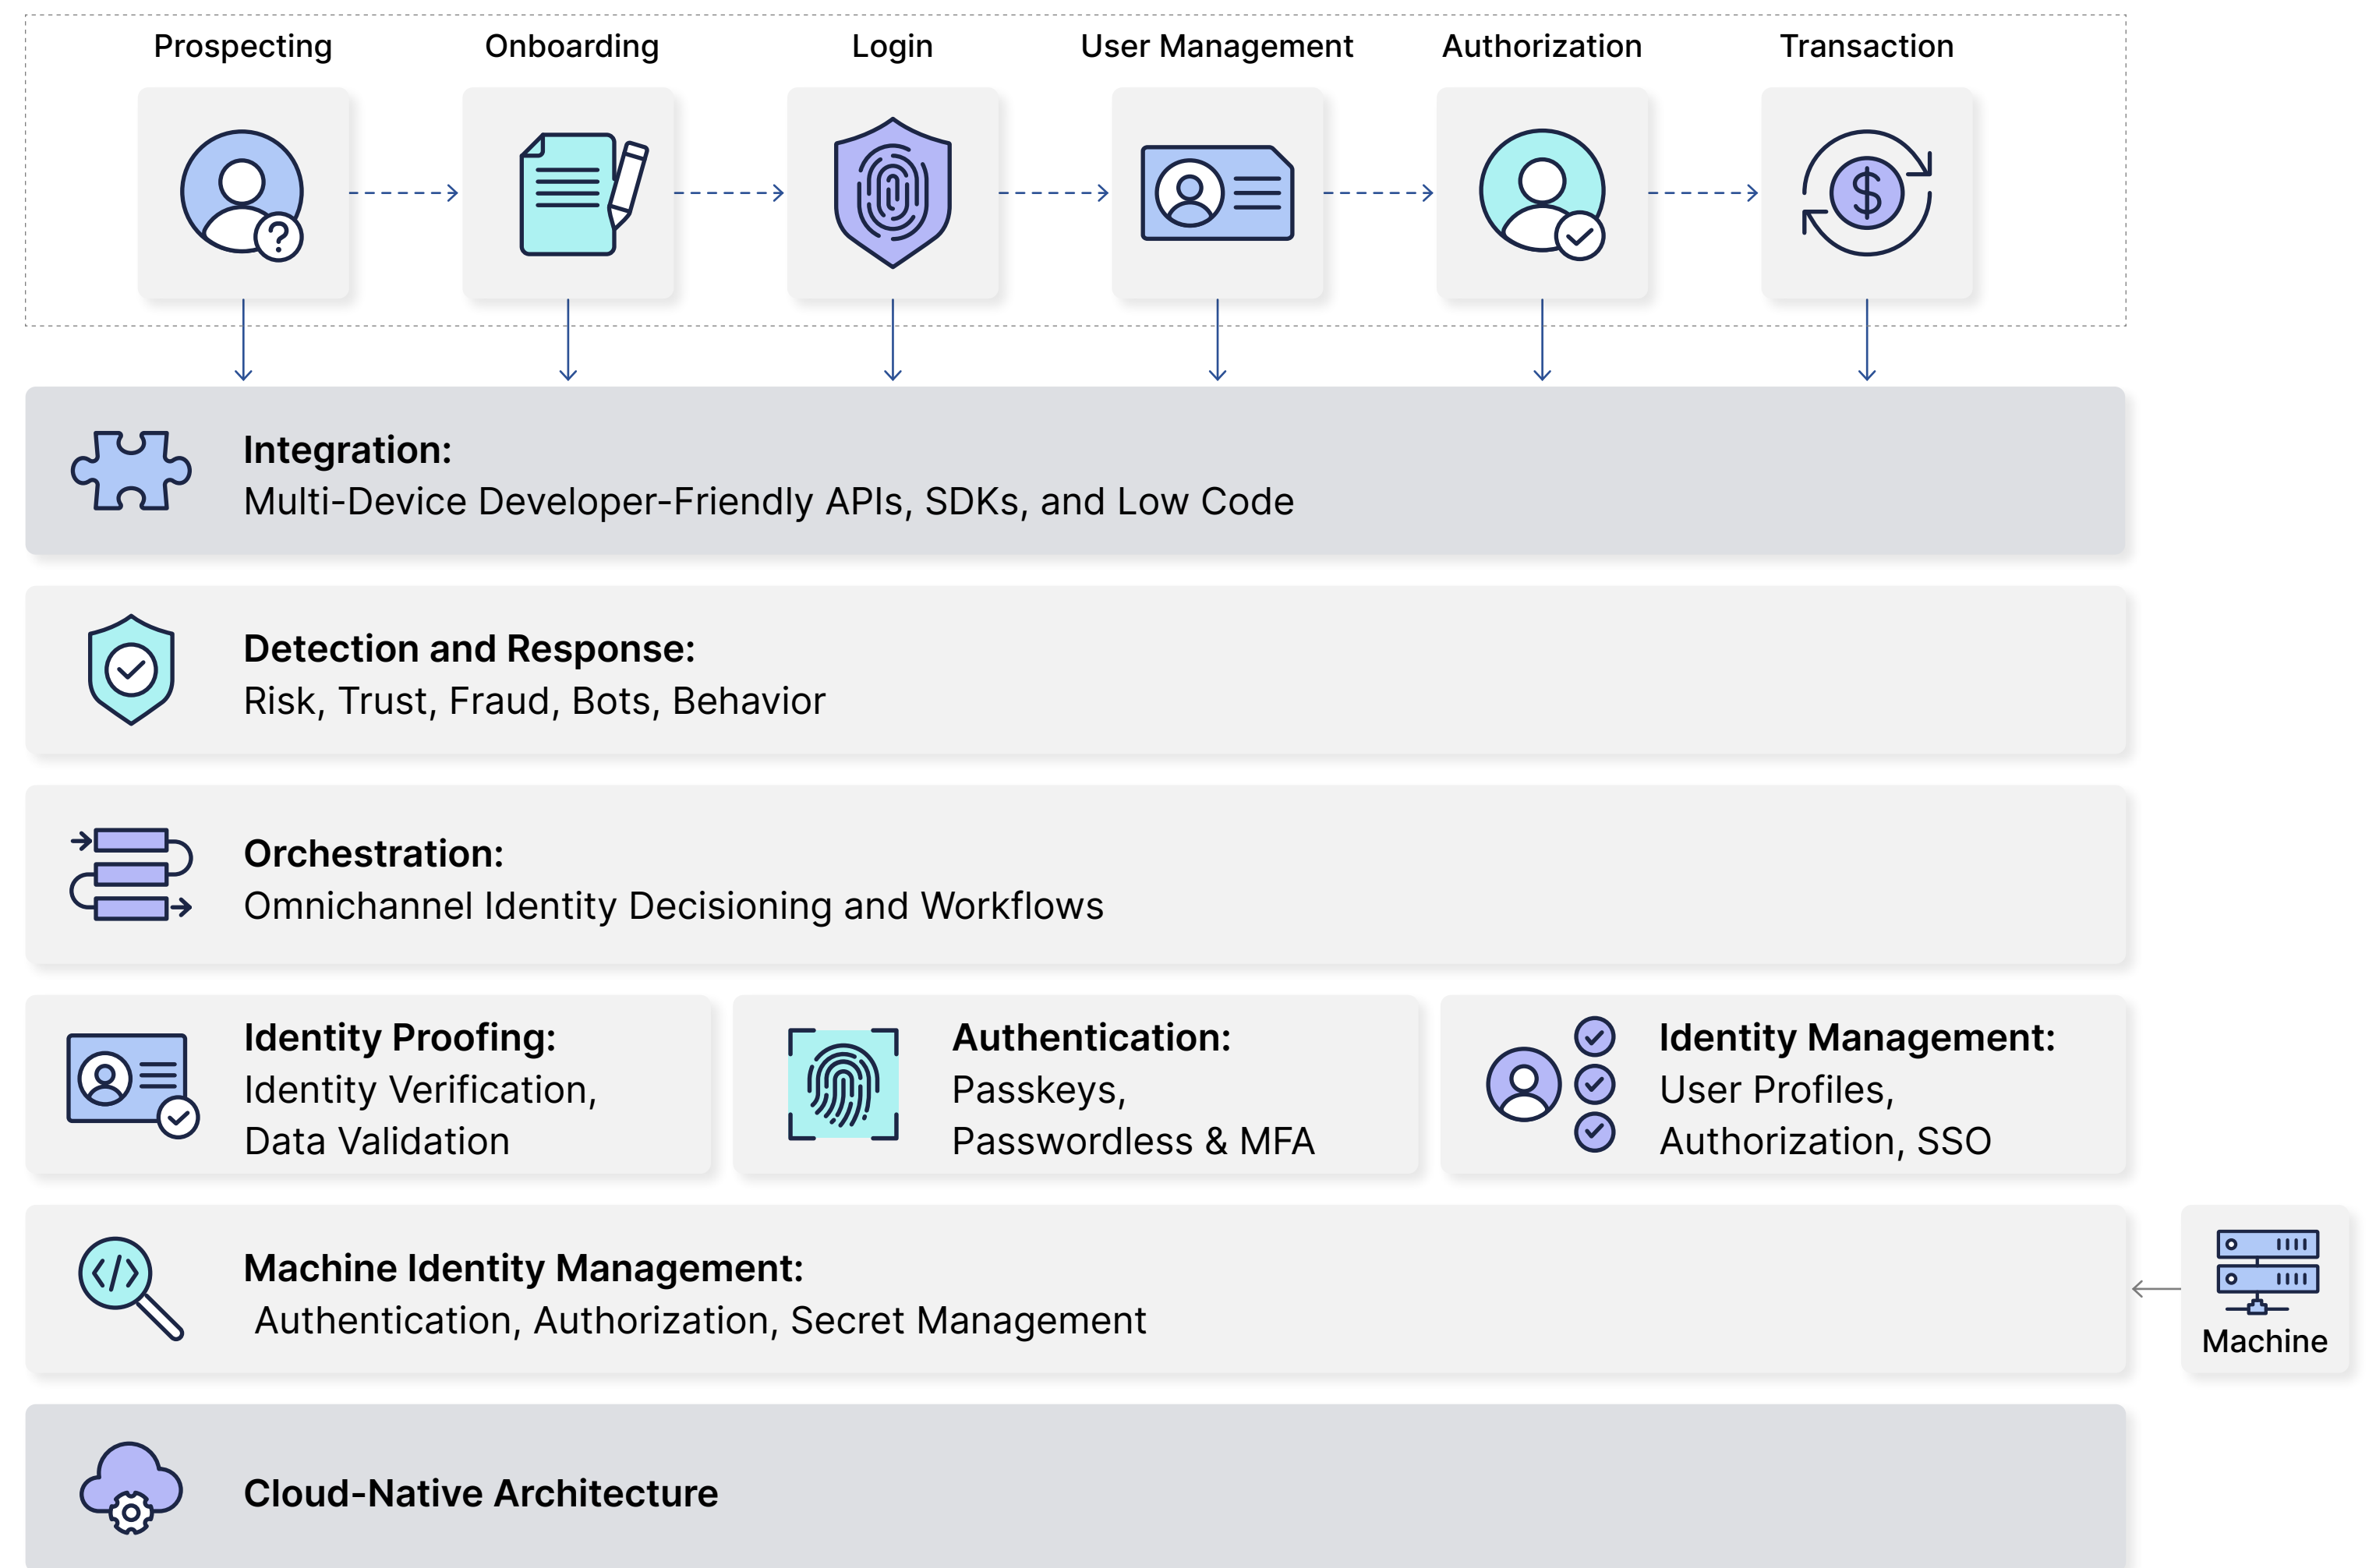 Prospecting
Onboarding
Login
User Management
Authorization
Transaction
?
$
Integration:
Multi-Device Developer-Friendly APIs, SDKs, and Low Code
Detection and Response:
Risk, Trust, Fraud, Bots, Behavior
Orchestration:
Omnichannel Identity Decisioning and Workflows
Identity Proofing:
Identity Verification,
Data Validation
Authentication:
Passkeys,
Passwordless & MFA
Identity Management:
User Profiles,
Authorization, SSO
</>
Machine Identity Management:
Authentication, Authorization, Secret Management
Machine
Cloud-Native Architecture